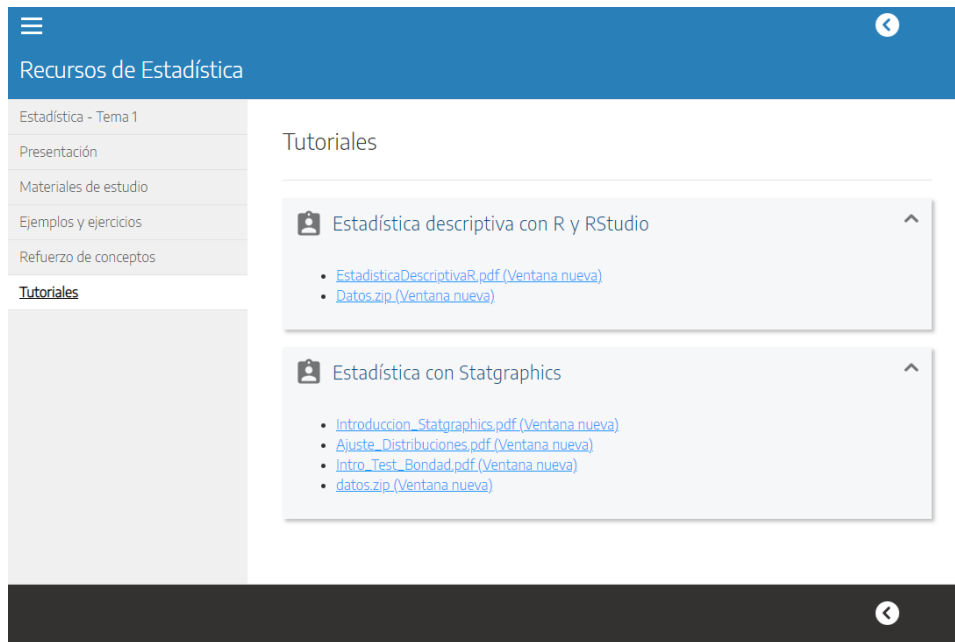 Recursos de Estadística
Estadística - Tema 1
Presentación
Materiales de estudio
Ejemplos y ejercicios
Refuerzo de conceptos
Tutoriales
Tutoriales
Estadística descriptiva con R y RStudio
EstadisticaDescriptivaR.pdf (Ventana nueva)
Datos.zip (Ventana nueva)
Estadística con Statgraphics
Introduccion_Statgraphics.pdf (Ventana nueva)
Ajuste_Distribuciones.pdf (Ventana nueva)
Intro_Test_Bondad.pdf (Ventana nueva)
datos.zip (Ventana nueva)